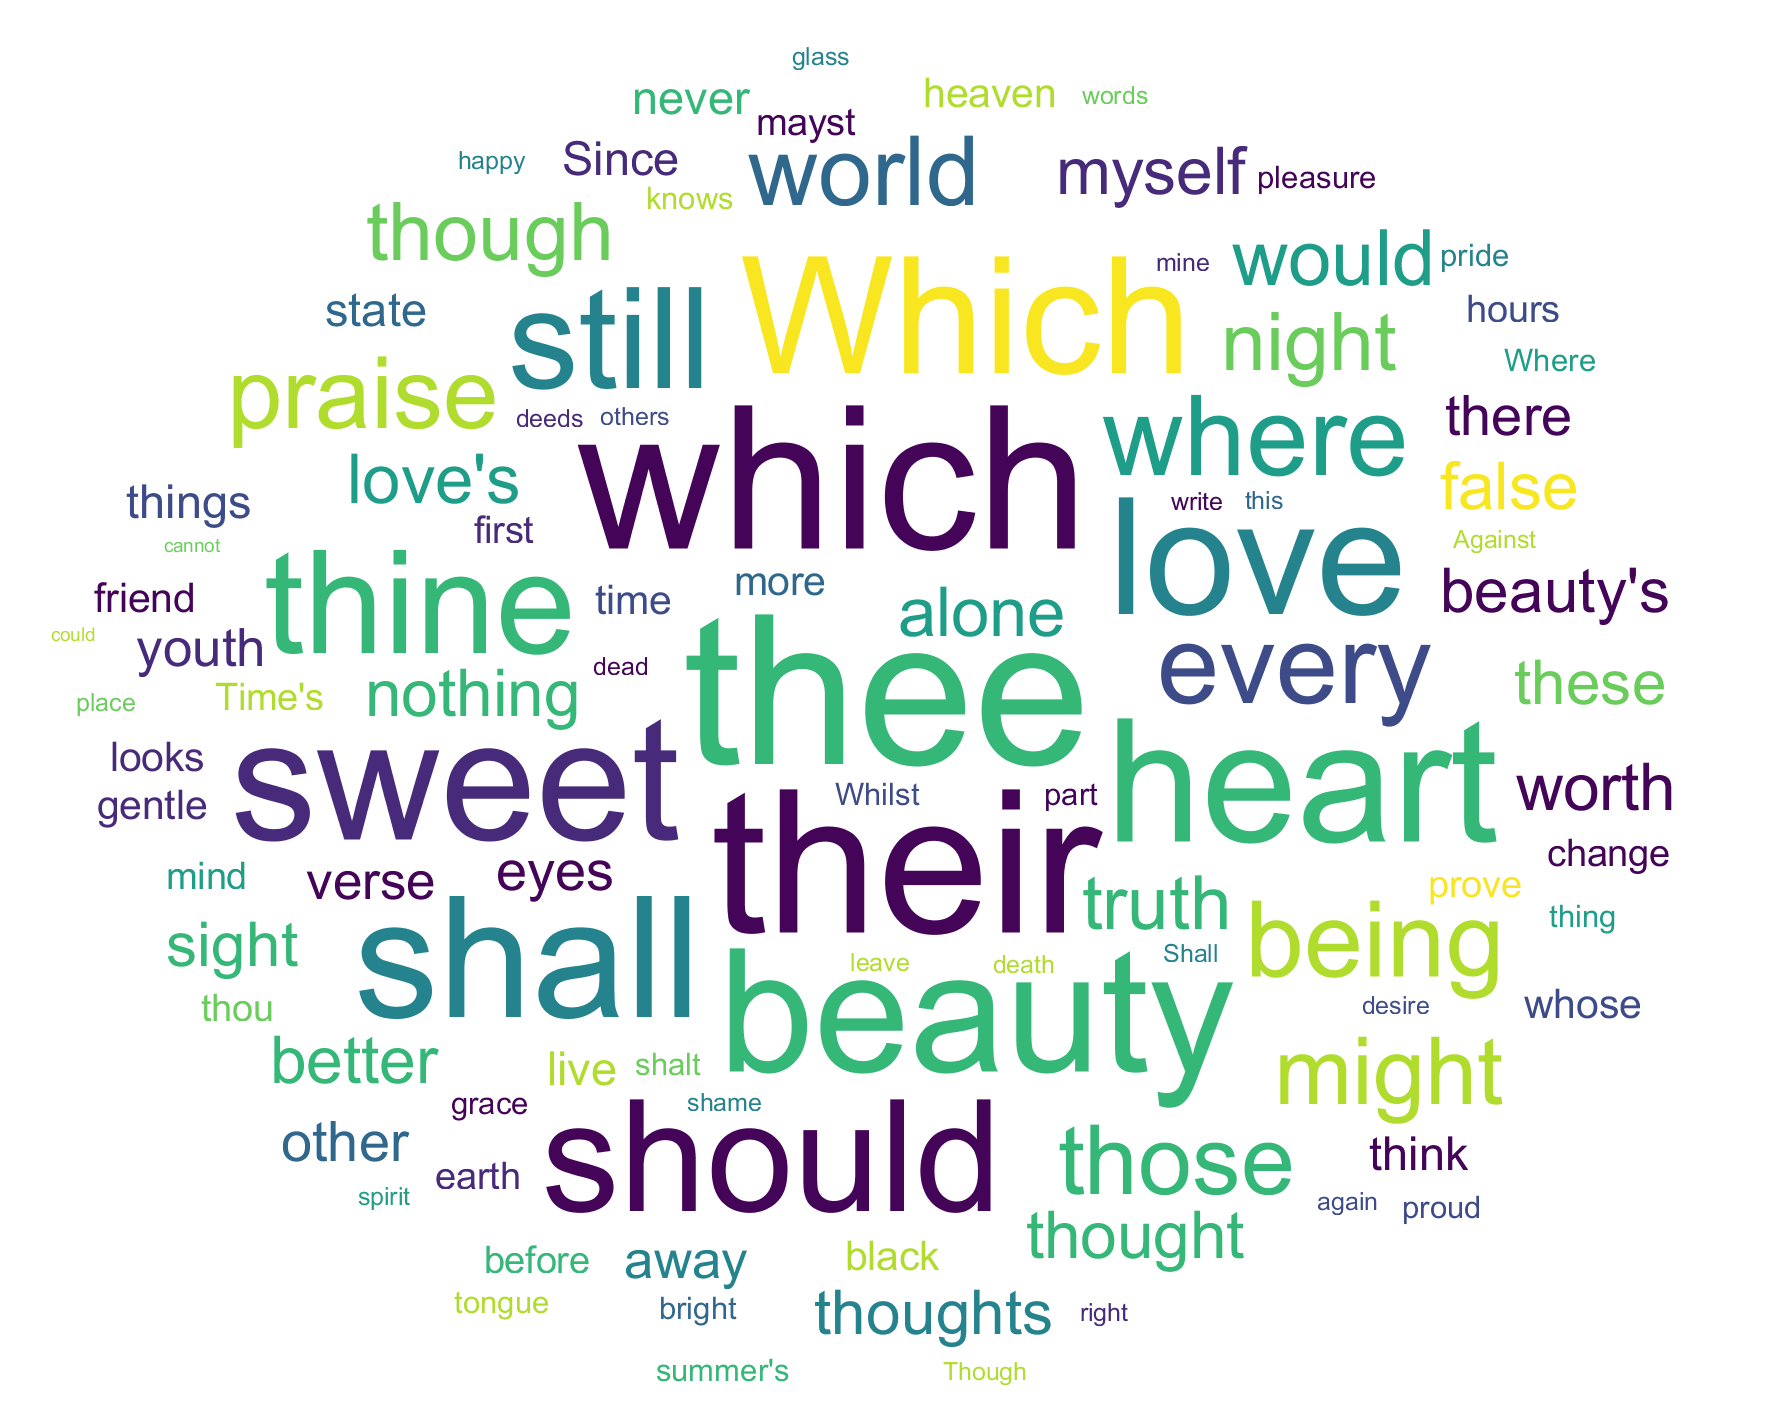 glass
never
heaven
words
mayst
happy
Since
world
myself
pleasure
knows
though
would
pride
mine
Which
still
state
hours
night
Where
praise
deeds
others
which
where
there
love's
false
things
first
write
this
love
Against
cannot
thine
time
more
alone
beauty's
friend
could
youth
dead
thee
every
these
place
Time's
nothing
looks
sweet
heart
worth
gentle
Whilst
part
their
mind
verse
eyes
change
truth
prove
being
thing
sight
shall
leave
death
Shall
beauty
thou
desire
whose
better
live
shalt
might
grace
shame
other
should
those
think
earth
spirit
again
proud
thought
before
away
black
tongue
bright
thoughts
right
summer's
Though